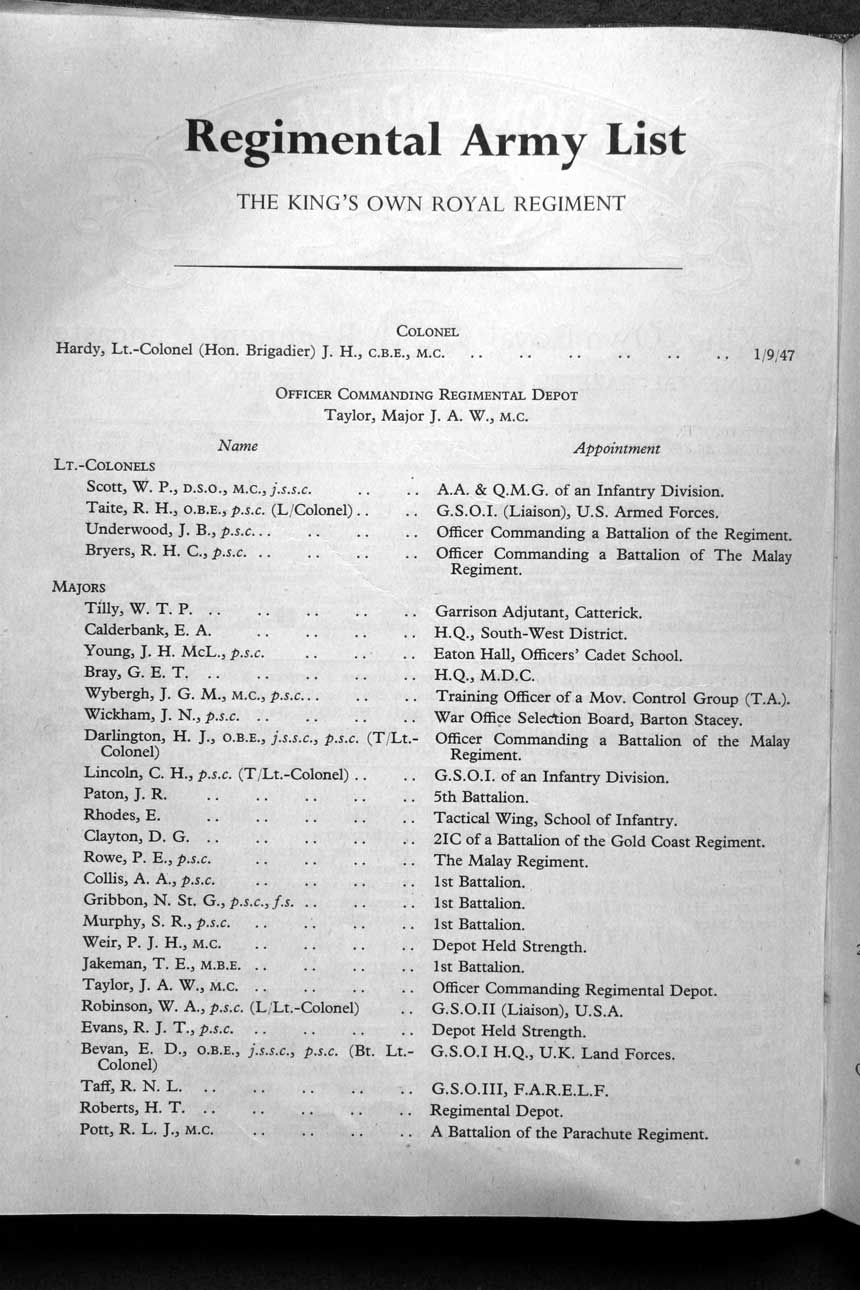 Regimental Army List
THE KING'S OWN ROYAL REGIMENT
COLONEL
Hardy, Lt.-Colonel (Hon. Brigadier) J. H., C.B.E., M.C. .. .. .. .. .. .. 1/9/47
OFFICER COMMANDING REGIMENTAL DEPOT
Taylor, Major J. A. W., M.C.
Name Appointment
LT.-COLONELS
Scott, W. P., D.S.O., M.C., j.s.s.c. .. .. A.A. & Q.M.G. of an Infantry Division.
Taite, R. H., O.B.E., p.s.c. (L/Colonel) .. .. G.S.O.I. (Liaison), U.S. Armed Forces.
Underwood, J. B., p.s.c. .. .. .. .. Officer Commanding a Battalion of the Regiment.
Bryers, R. H. C., p.s.c. .. .. .. .. Officer Commanding a Battalion of The Malay
Regiment.
MAJORS
Tilly, W. T. P. .. .. .. .. .. Garrison Adjutant, Catterick.
Calderbank, E. A. .. .. .. .. H.Q., South-West District.
Young, J. H. McL., p.s.c. .. .. .. Eaton Hall, Officers' Cadet School.
Bray, G. E. T. .. .. .. .. .. H.Q., M.D.C.
Wybergh, J. G. M., M.C., p.s.c. .. .. .. Training Officer of a Mov. Control Group (T.A.).
Wickham, J. N., p.s.c. .. .. .. .. War Office Selection Board, Barton Stacey.
Darlington, H. J., O.B.E., j.s.s.c., p.s.c. (T/Lt.- Officer Commanding a Battalion of the Malay
Colonel) Regiment.
Lincoln, C. H., p.s.c. (T/Lt.-Colonel) .. .. G.S.O.I. of an Infantry Division.
Paton, J. R. .. .. .. .. .. 5th Battalion.
Rhodes, E. .. .. .. .. .. Tactical Wing, School of Infantry.
Clayton, D. G. .. .. .. .. .. 2IC of a Battalion of the Gold Coast Regiment.
Rowe, P. E., p.s.c. .. .. .. .. The Malay Regiment.
Collis, A. A., p.s.c. .. .. .. .. 1st Battalion.
Gribbon, N. St. G., p.s.c., f.s. .. .. .. 1st Battalion.
Murphy, S. R., p.s.c. .. .. .. .. 1st Battalion.
Weir, P. J. H., M.C. .. .. .. .. Depot Held Strength.
Jakeman, T. E., M.B.E. .. .. .. .. 1st Battalion.
Taylor, J. A. W., M.C. .. .. .. .. Officer Commanding Regimental Depot.
Robinson, W. A., p.s.c. (L/Lt.-Colonel) .. G.S.O.II (Liaison), U.S.A.
Evans, R. J. T., p.s.c. .. .. .. .. Depot Held Strength.
Bevan, E. D., O.B.E., j.s.s.c., p.s.c. (Bt. Lt.- G.S.O.I H.Q., U.K. Land Forces.
Colonel)
Taff, R. N. L. .. .. .. .. .. G.S.O.III, F.A.R.E.L.F.
Roberts, H. T. .. .. .. .. .. Regimental Depot.
Pott, R. L. J., M.C. .. .. .. .. A Battalion of the Parachute Regiment.